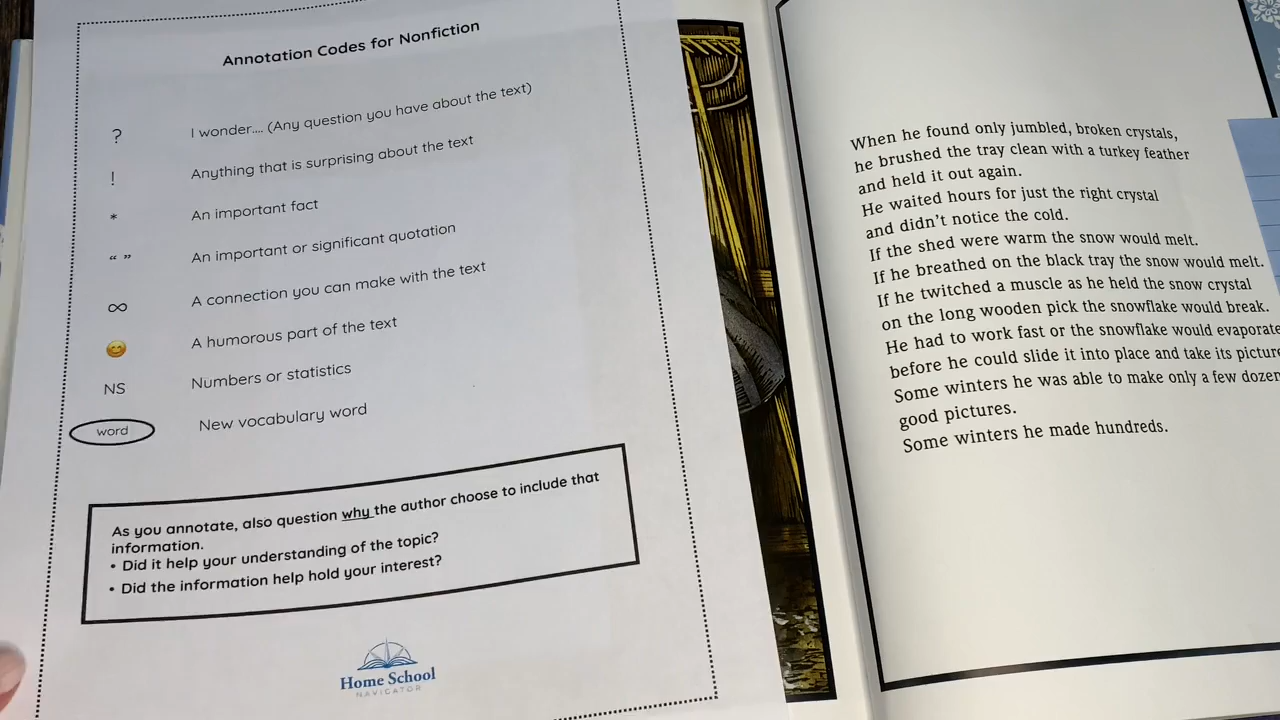 Annotation Codes for Nonfiction
? I wonder.... (Any question you have about the text)
! Anything that is surprising about the text
* An important fact
“ ” An important or significant quotation
∞ A connection you can make with the text
😊 A humorous part of the text
NS Numbers or statistics
word New vocabulary word
As you annotate, also question why the author choose to include that
information.
• Did it help your understanding of the topic?
• Did the information help hold your interest?
Home School
NAVIGATOR
When he found only jumbled, broken crystals,
he brushed the tray clean with a turkey feather
and held it out again.
He waited hours for just the right crystal
and didn't notice the cold.
If the shed were warm the snow would melt.
If he breathed on the black tray the snow would melt.
If he twitched a muscle as he held the snow crystal
on the long wooden pick the snowflake would break.
He had to work fast or the snowflake would evaporate
before he could slide it into place and take its picture
Some winters he was able to make only a few dozen
good pictures.
Some winters he made hundreds.